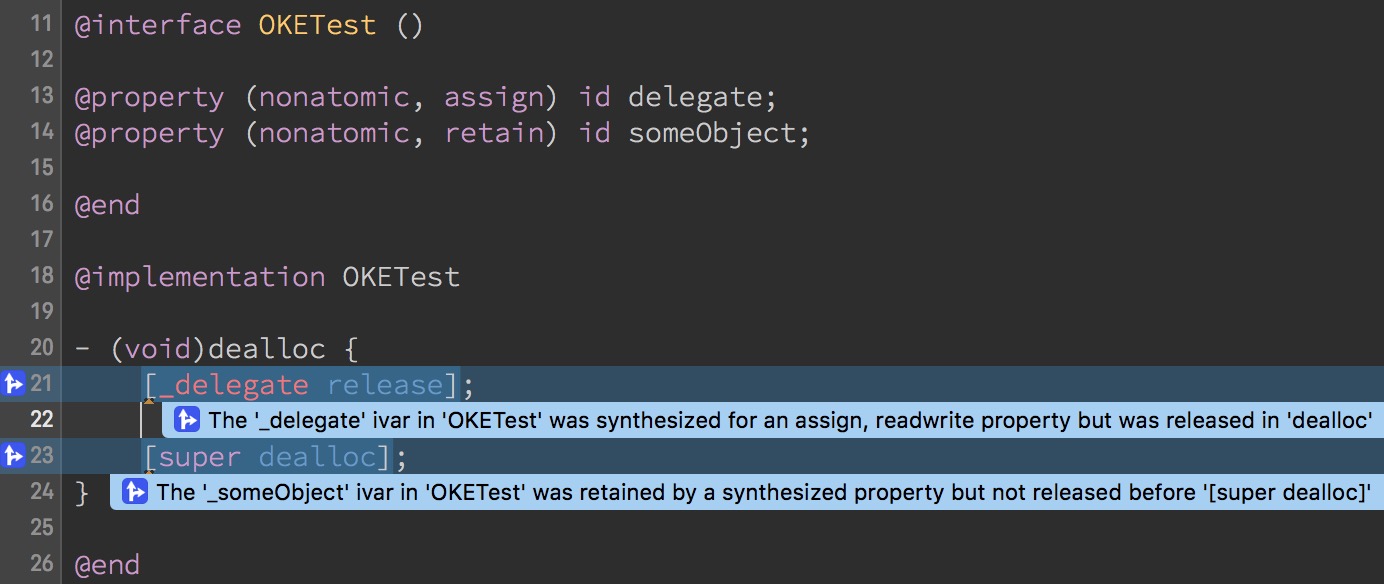 11 @interface OKETest ()
12
13 @property (nonatomic, assign) id delegate;
14 @property (nonatomic, retain) id someObject;
15
16 @end
17
18 @implementation OKETest
19
20 - (void)dealloc {
21 [_delegate release];
22 The '_delegate' ivar in 'OKETest' was synthesized for an assign, readwrite property but was released in 'dealloc'
23 [super dealloc];
24 } The '_someObject' ivar in 'OKETest' was retained by a synthesized property but not released before '[super dealloc]'
25
26 @end